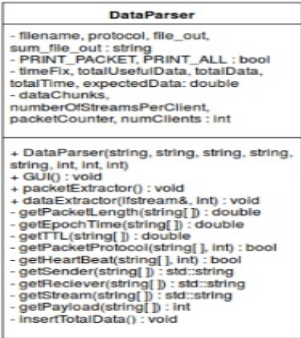 DataParser
- filename, protocol, file_out,
sum_file_out : string
- PRINT_PACKET, PRINT_ALL : bool
- timeFix, totalUsefulData, totalData,
totalTime, expectedData: double
- dataChunks,
numberOfStreamsPerClient,
packetCounter, numClients : int
+ DataParser(string, string, string, string,
string, int, int, int)
+ GUI() : void
+ packetExtractor() : void
+ dataExtractor(ifstream&, int) : void
- getPacketLength(string[ ]) : double
- getEpochTime(string[ ]) : double
- getTTL(string[ ]) : double
- getPacketProtocol(string[ ], int) : bool
- getHeartBeat(string[ ], int) : bool
- getSender(string[ ]) : std::string
- getReciever(string[ ]) : std::string
- getStream(string[ ]) : std::string
- getPayload(string[ ]) : int
- insertTotalData() : void